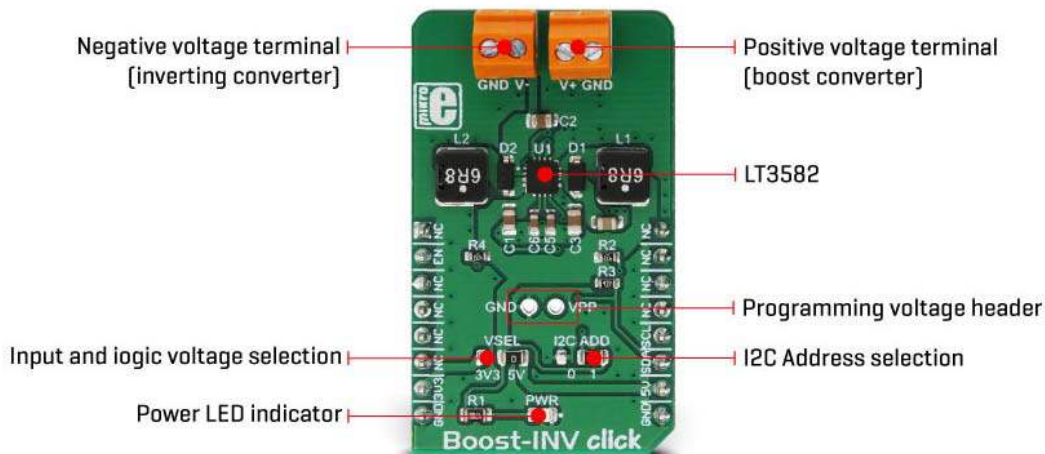 Negative voltage terminal
(inverting converter)
Positive voltage terminal
(boost converter)
GND V-
V+ GND
mikro
e
C2
L2
D2
U1
D1
L1
6R8
6R8
LT3582
C1
C6
C5
C3
R4
R2
R3
NC
EN
NC
NC
NC
NC
3V3
GND
NC
NC
NC
NC
SCL
SDA
5V
GND
GND
VPP
Programming voltage header
Input and iogic voltage selection
VSEL
3V3 5V
I2C ADD
0 1
I2C Address selection
Power LED indicator
R1
PWR
Boost-INV click